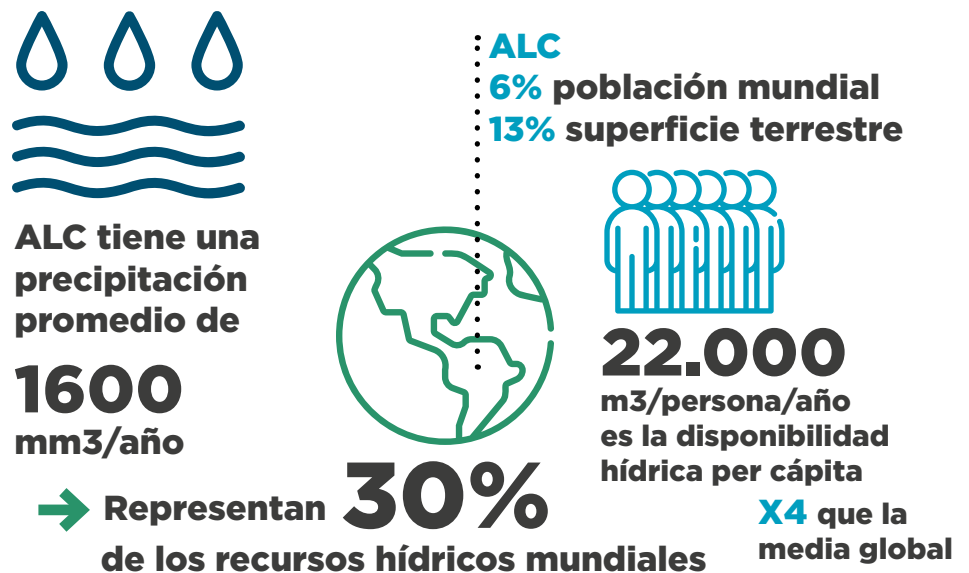 ALC tiene una
precipitación
promedio de
1600
mm3/año
ALC
6% población mundial
13% superficie terrestre
22.000
m3/persona/año
es la disponibilidad
hídrica per cápita
X4 que la
media global
Representan 30%
de los recursos hídricos mundiales